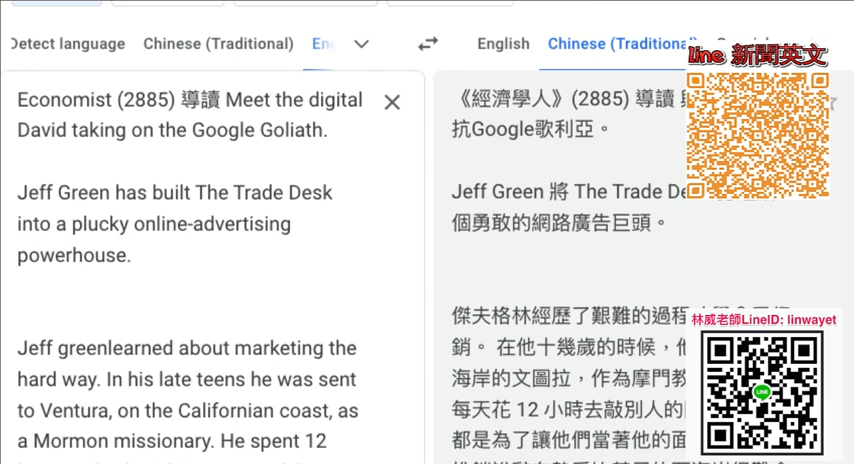 Detect language
Chinese (Traditional)
English
Chinese (Traditional)
line 新聞英文
Economist (2885) 導讀 Meet the digital
David taking on the Google Goliath.
Jeff Green has built The Trade Desk
into a plucky online-advertising
powerhouse.
Jeff greenlearned about marketing the
hard way. In his late teens he was sent
to Ventura, on the Californian coast, as
a Mormon missionary. He spent 12
《經濟學人》(2885) 導讀
抗Google歌利亞。
Jeff Green 將 The Trade
個勇敢的網路廣告巨頭。
傑夫格林經歷了艱難的過程
銷。 在他十幾歲的時候，
海岸的文圖拉，作為摩門教
每天花 12 小時去敲別人的
都是為了讓他們當著他的面
林威老師LineID: linwayet
LINE